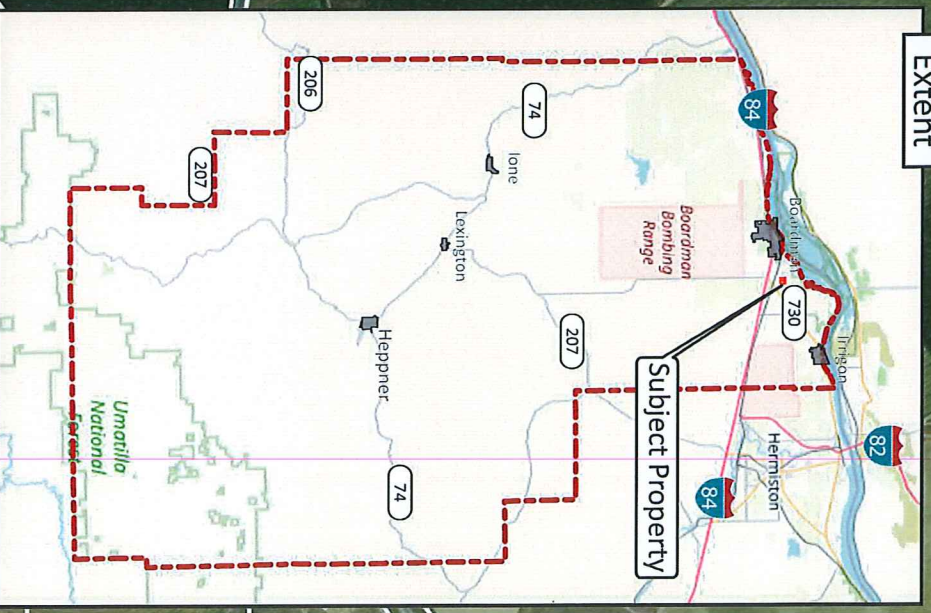 Extent
82
84
Irrigon
730
Boardman
Hermiston
84
Subject Property
Boardman
Bombing
Range
74
Ione
207
Lexington
Heppner
74
206
207
Umatilla
National
Forest